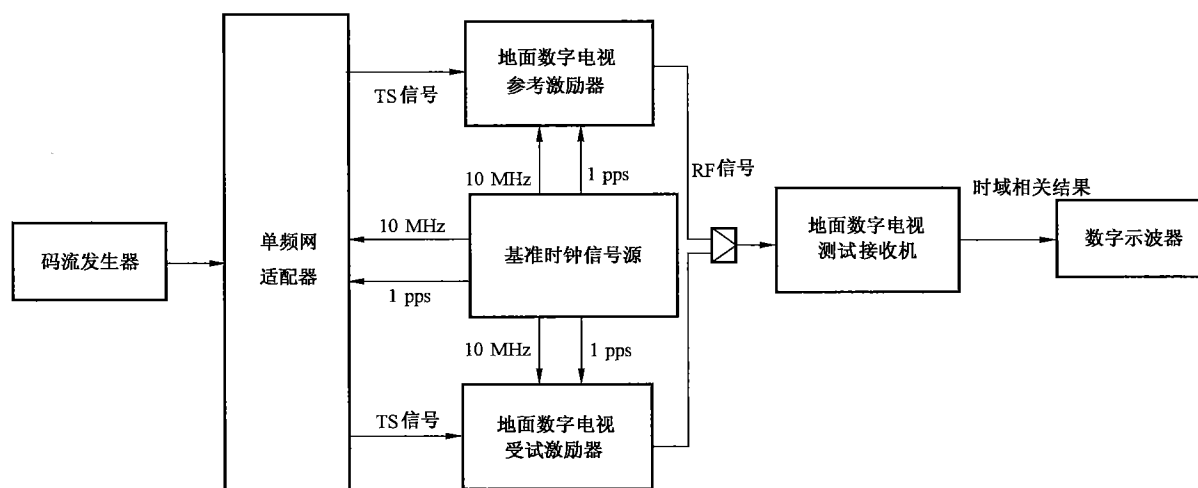 码流发生器
单频网
适配器
TS信号
地面数字电视
参考激励器
10 MHz
1 pps
10 MHz
1 pps
基准时钟信号源
10 MHz
1 pps
TS信号
地面数字电视
受试激励器
RF信号
地面数字电视
测试接收机
时域相关结果
数字示波器